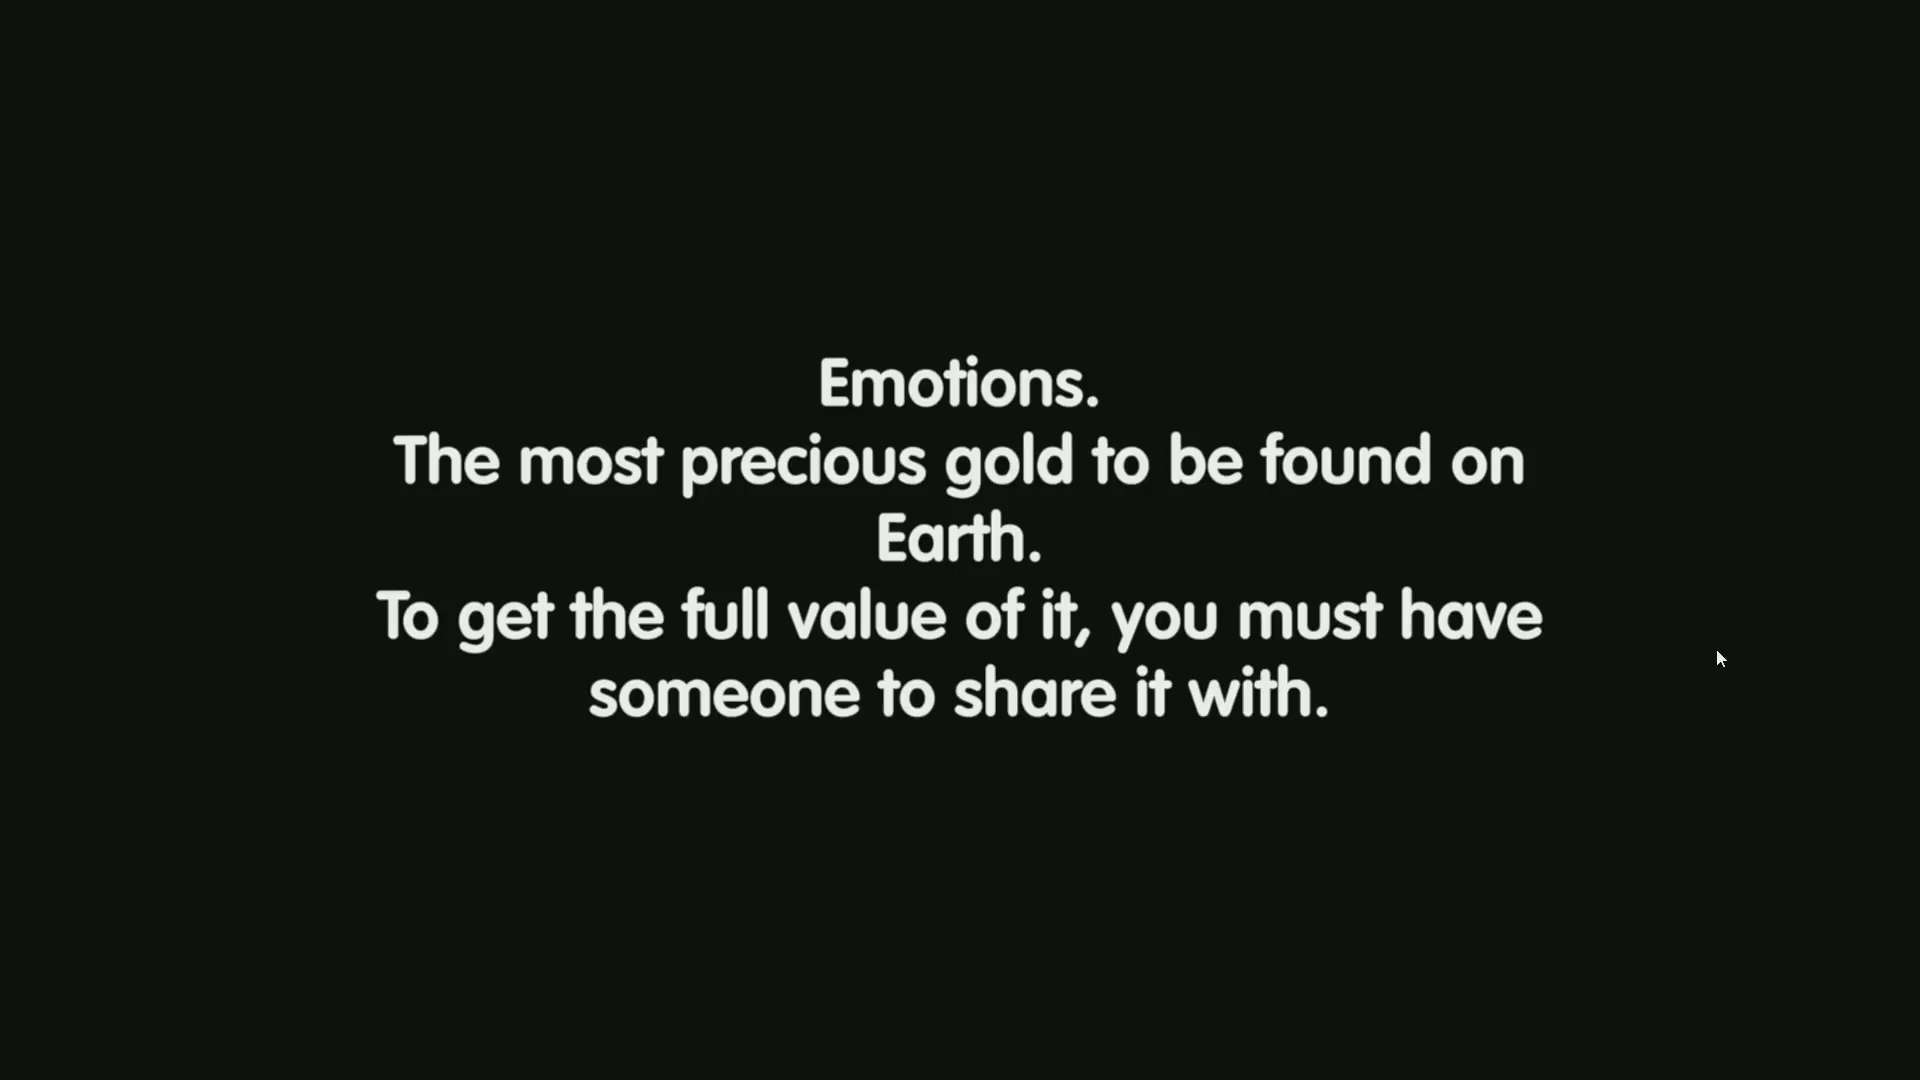 Emotions.
The most precious gold to be found on
Earth.
To get the full value of it, you must have
someone to share it with.